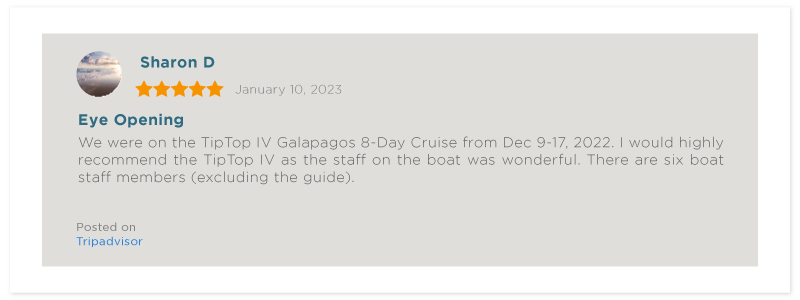 Sharon D
January 10, 2023
Eye Opening
We were on the TipTop IV Galapagos 8-Day Cruise from Dec 9-17, 2022. I would highly
recommend the TipTop IV as the staff on the boat was wonderful. There are six boat
staff members (excluding the guide).
Posted on
Tripadvisor